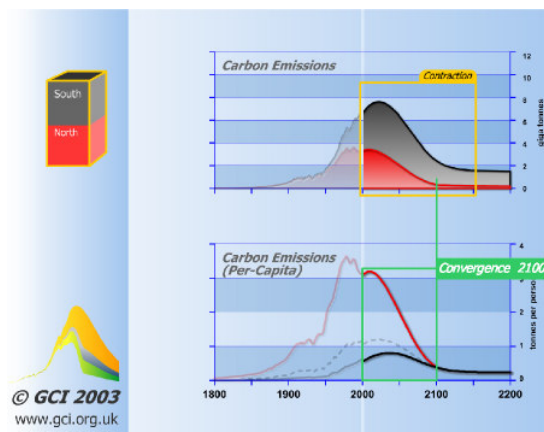 South
North
Carbon Emissions
Contraction
12
10
8
6
4
2
0
giga tonnes
Carbon Emissions
(Per-Capita)
Convergence 2100
4
2
1
0
tonnes per person
1800
1900
2000
2100
2200
© GCI 2003
www.gci.org.uk